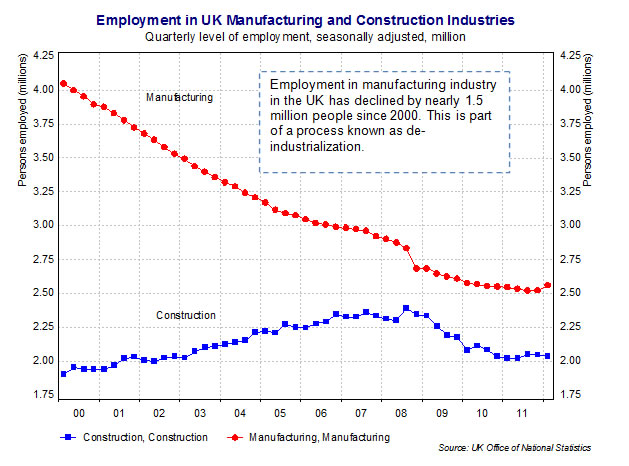 Employment in UK Manufacturing and Construction Industries
Quarterly level of employment, seasonally adjusted, million
Persons employed (millions)
4.25
4.00
3.75
3.50
3.25
3.00
2.75
2.50
2.25
2.00
1.75
Manufacturing
Employment in manufacturing industry
in the UK has declined by nearly 1.5
million people since 2000. This is part
of a process known as de-
industrialization.
Construction
Persons employed (millions)
4.25
4.00
3.75
3.50
3.25
3.00
2.75
2.50
2.25
2.00
1.75
00 01 02 03 04 05 06 07 08 09 10 11
Construction, Construction Manufacturing, Manufacturing
Source: UK Office of National Statistics